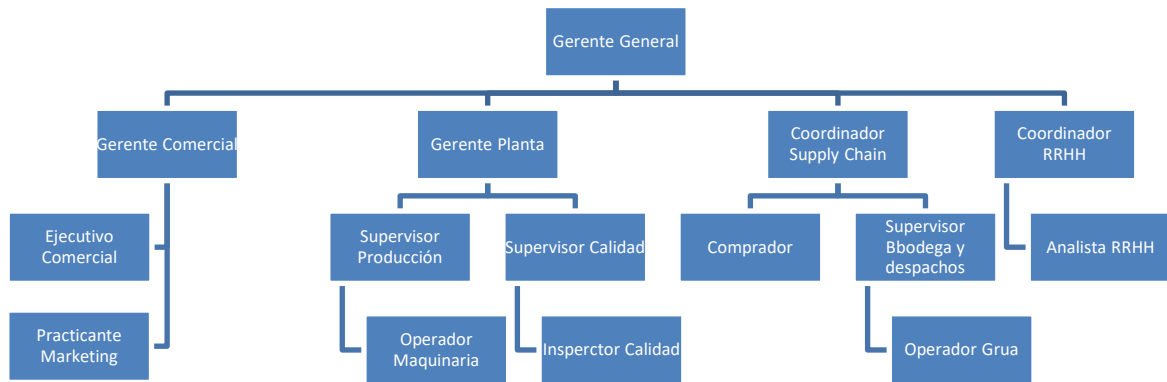 Gerente General
Gerente Comercial
Gerente Planta
Coordinador
Supply Chain
Coordinador
RRHH
Ejecutivo
Comercial
Supervisor
Producción
Supervisor Calidad
Comprador
Supervisor
Bbodega y
despachos
Analista RRHH
Practicante
Marketing
Operador
Maquinaria
Insperctor Calidad
Operador Grua